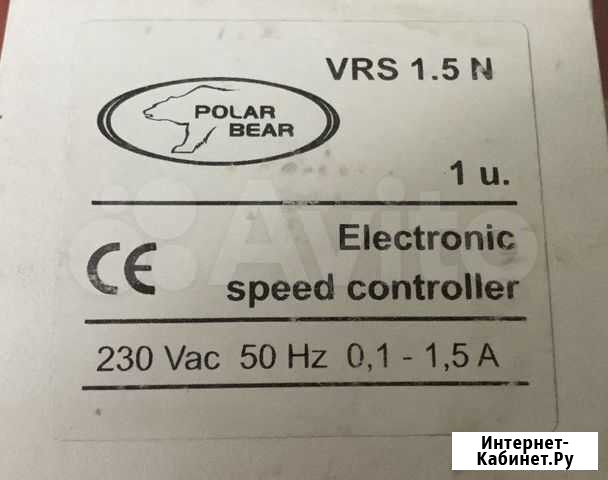 VRS 1.5 N
POLAR
BEAR
1 u.
CE
Electronic
speed controller
230 Vac 50 Hz 0,1 - 1,5 A
Avito
Интернет-
Кабинет.Ру